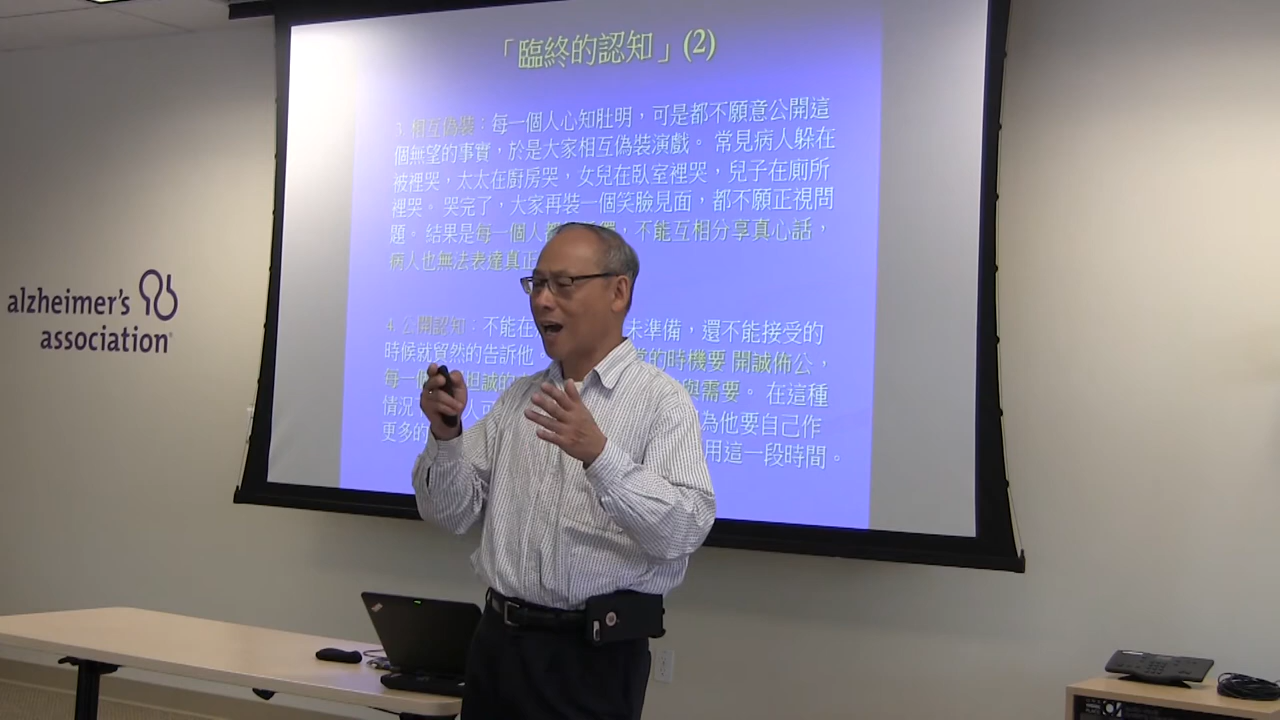 「臨終的認知」(2)
3. 相互偽裝：每一個人心知肚明，可是都不願意公開這
個無望的事實，於是大家相互偽裝演戲。常見病人躲在
被裡哭，太太在廚房哭，女兒在臥室裡哭，兒子在廁所
裡哭。哭完了，大家再裝一個笑臉見面，都不願正視問
題。結果是每一個人，不能互相分享真心話，
病人也無法表達真正
4. 公開認知：不能在未準備，還不能接受的
時候就貿然的告訴他。的時機要 開誠佈公，
每一坦誠的與需要。在這種
情況人可
更多的為他要自己作
用這一段時間。
alzheimer's
association